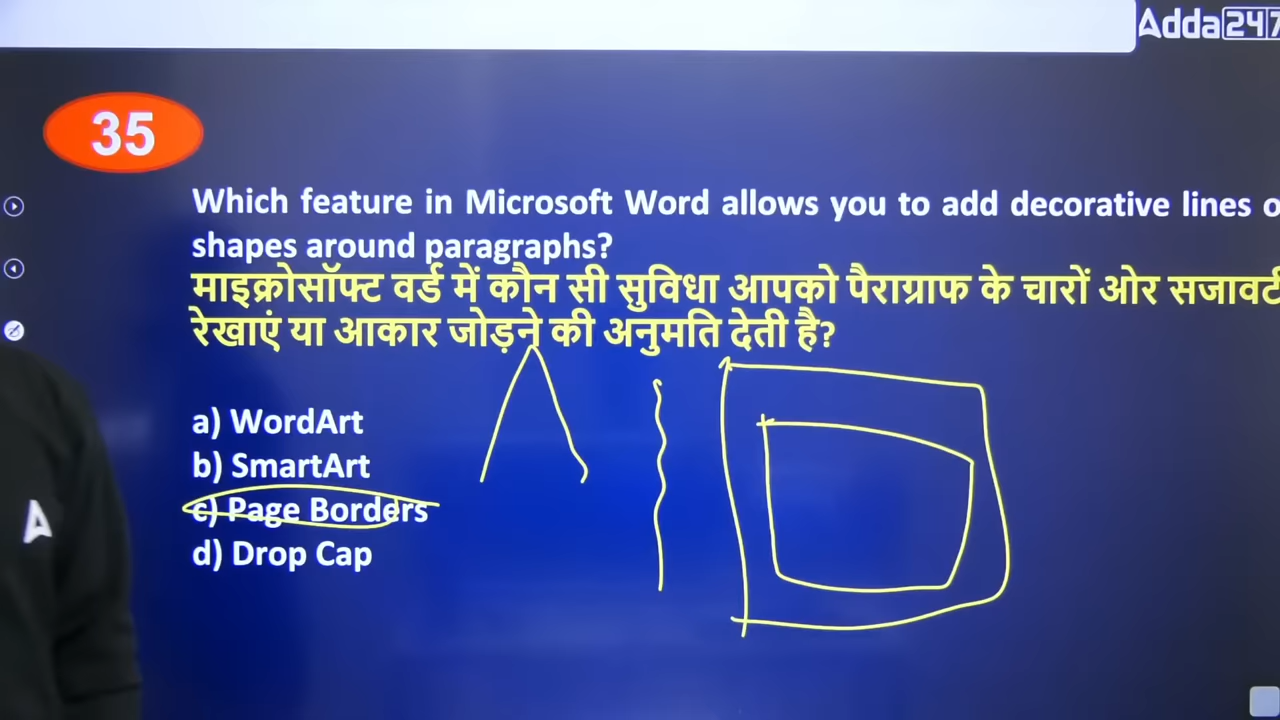 Adda247
35
Which feature in Microsoft Word allows you to add decorative lines
shapes around paragraphs?
माइक्रोसॉफ्ट वर्ड में कौन सी सुविधा आपको पैराग्राफ के चारों ओर सजावटी
रेखाएं या आकार जोड़ने की अनुमति देती है?
a) WordArt
b) SmartArt
c) Page Borders
d) Drop Cap